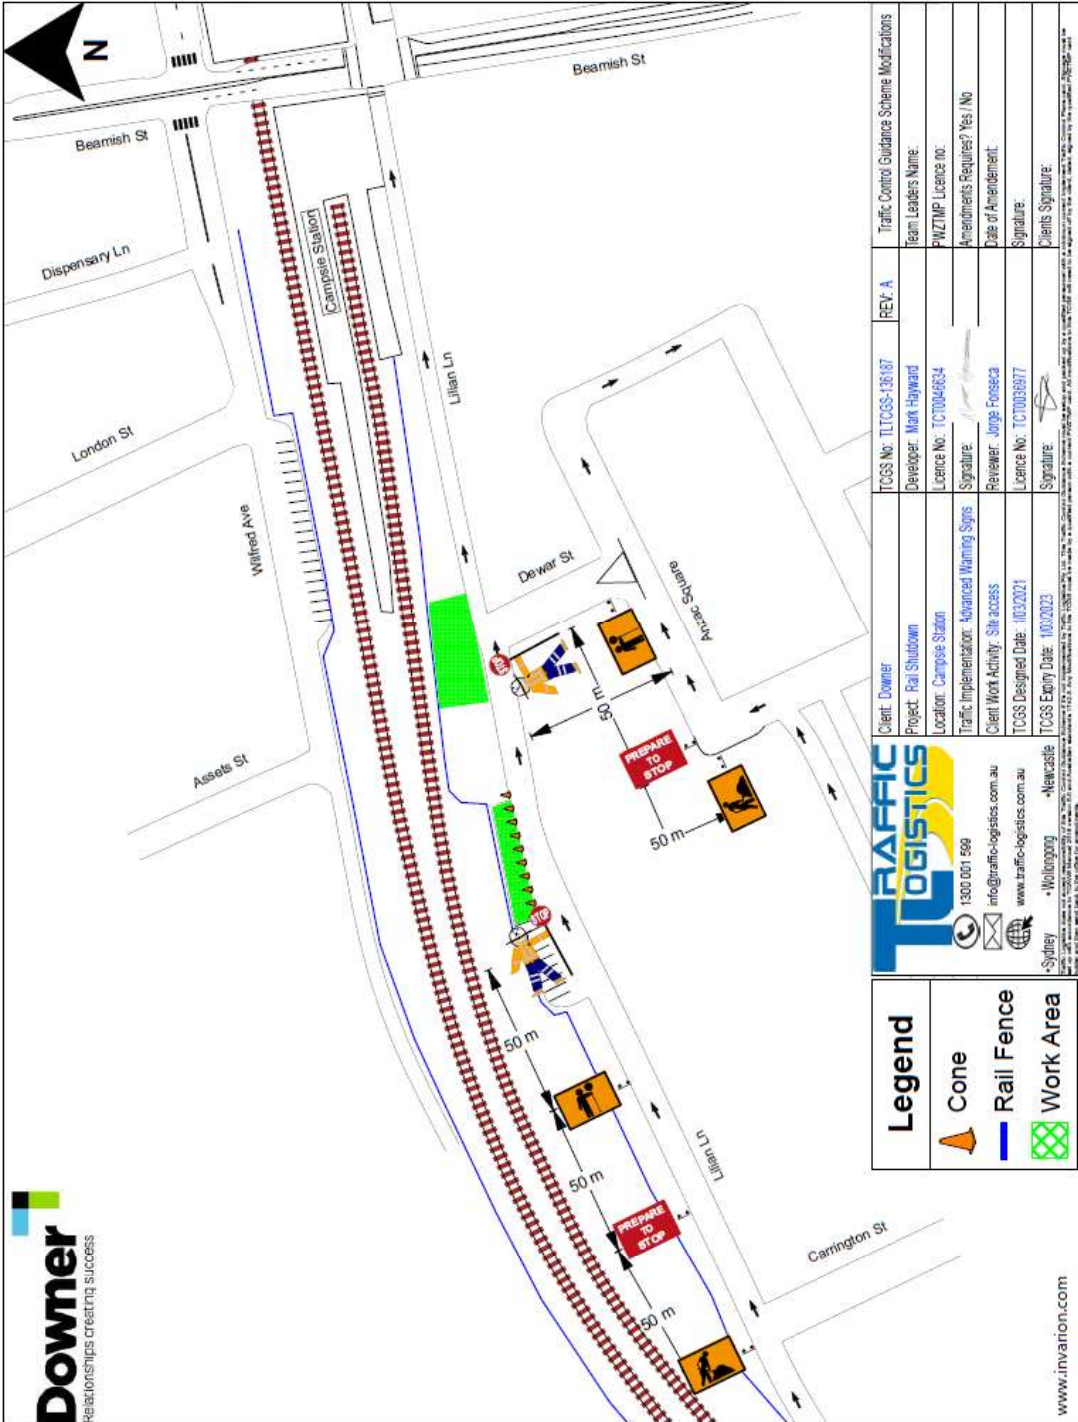 Downer
Relationships creating success
N
Beamish St
Beamish St
Dispensary Ln
London St
Campsie Station
Wilfred Ave
Lillian Ln
Assets St
Dewar St
Anzac Square
STOP
50 m
PREPARE
TO
STOP
50 m
STOP
50 m
50 m
PREPARE
TO
STOP
50 m
Lilian Ln
Carrington St
www.invarion.com
Legend
Cone
Rail Fence
Work Area
TRAFFIC
LOGISTICS
1300 001 599
info@traffic-logistics.com.au
www.traffic-logistics.com.au
•Sydney •Wollongong •Newcastle
Client: Downer
Project: Rail Shutdown
Location: Campsie Station
Traffic Implementation: Advanced Warning Signs
Client Work Activity: Site access
TCGS Designed Date: 1/03/2021
TCGS Expiry Date: 1/03/2023
TCGS No: TLTCGS-136187
REV: A
Developer: Mark Hayward
Licence No: TCT0046634
Signature:
Reviewer: Jorge Fonseca
Licence No: TCT0036977
Signature:
Traffic Control Guidance Scheme Modifications
Team Leaders Name:
PWZTMP Licence no:
Amendments Requires? Yes / No
Date of Amendement:
Signature:
Clients Signature: